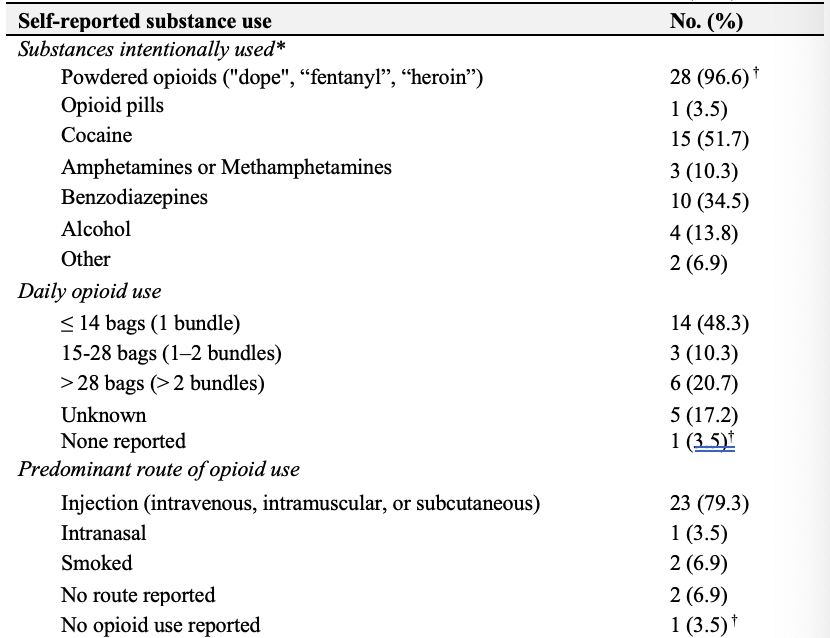 Self-reported substance use No. (%)
Substances intentionally used*
Powdered opioids ("dope", “fentanyl”, “heroin”) 28 (96.6)†
Opioid pills 1 (3.5)
Cocaine 15 (51.7)
Amphetamines or Methamphetamines 3 (10.3)
Benzodiazepines 10 (34.5)
Alcohol 4 (13.8)
Other 2 (6.9)
Daily opioid use
≤ 14 bags (1 bundle) 14 (48.3)
15-28 bags (1–2 bundles) 3 (10.3)
> 28 bags (> 2 bundles) 6 (20.7)
Unknown 5 (17.2)
None reported 1 (3.5)†
Predominant route of opioid use
Injection (intravenous, intramuscular, or subcutaneous) 23 (79.3)
Intranasal 1 (3.5)
Smoked 2 (6.9)
No route reported 2 (6.9)
No opioid use reported 1 (3.5)†